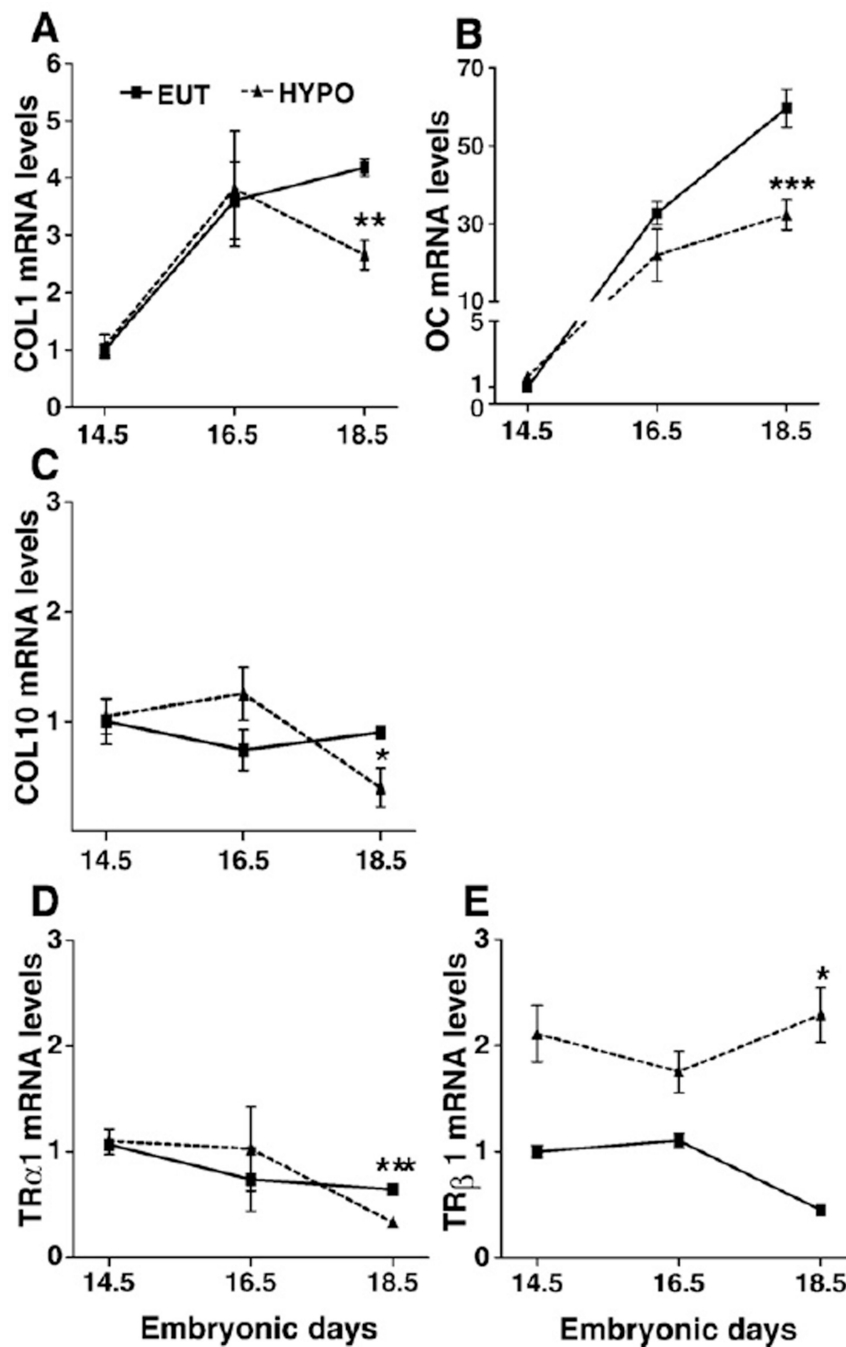 A
COL1 mRNA levels
6
5
4
3
2
1
0
EUT HYPO
**
14.5 16.5 18.5
B
OC mRNA levels
70
50
30
10
5
1
0
***
14.5 16.5 18.5
C
COL10 mRNA levels
3
2
1
*
14.5 16.5 18.5
D
TRα1 mRNA levels
3
2
1
0
***
14.5 16.5 18.5
Embryonic days
E
TRβ 1 mRNA levels
3
2
1
0
*
14.5 16.5 18.5
Embryonic days